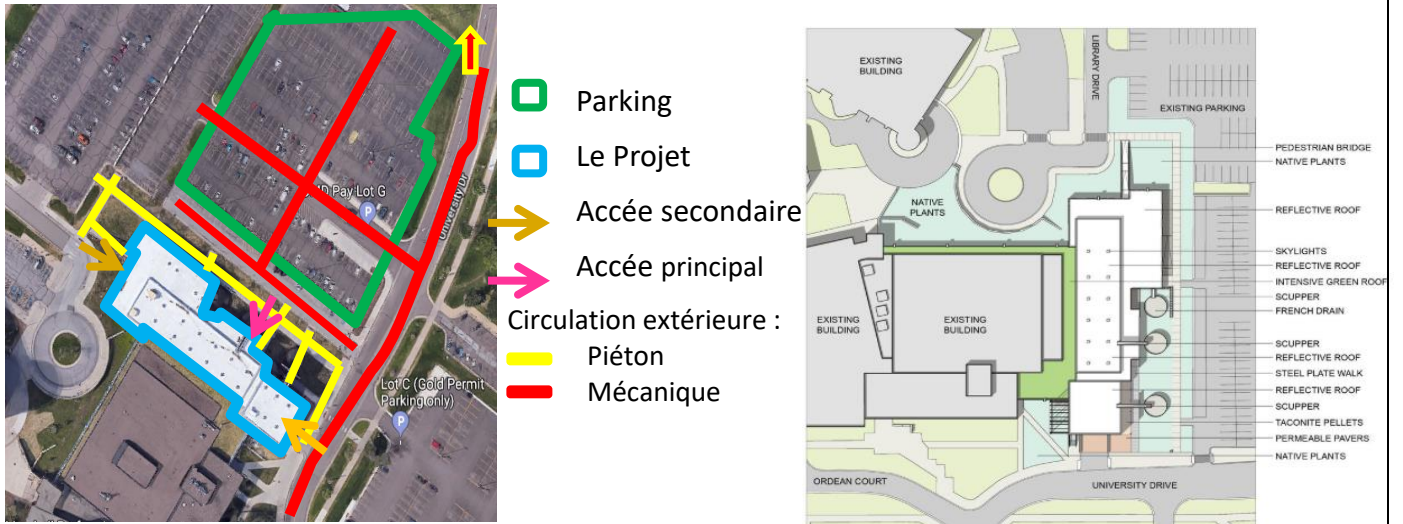 D Pay Lot G
P
University Dr
Lot C (Gold Permit
Parking only)
P
Parking
Le Projet
Accée secondaire
Accée principal
Circulation extérieure :
Piéton
Mécanique
EXISTING
BUILDING
LIBRARY
DRIVE
EXISTING PARKING
NATIVE
PLANTS
EXISTING
BUILDING
EXISTING
BUILDING
ORDEAN COURT
UNIVERSITY DRIVE
PEDESTRIAN BRIDGE
NATIVE PLANTS
REFLECTIVE ROOF
SKYLIGHTS
REFLECTIVE ROOF
INTENSIVE GREEN ROOF
SCUPPER
FRENCH DRAIN
SCUPPER
REFLECTIVE ROOF
STEEL PLATE WALK
REFLECTIVE ROOF
SCUPPER
TACONITE PELLETS
PERMEABLE PAVERS
NATIVE PLANTS